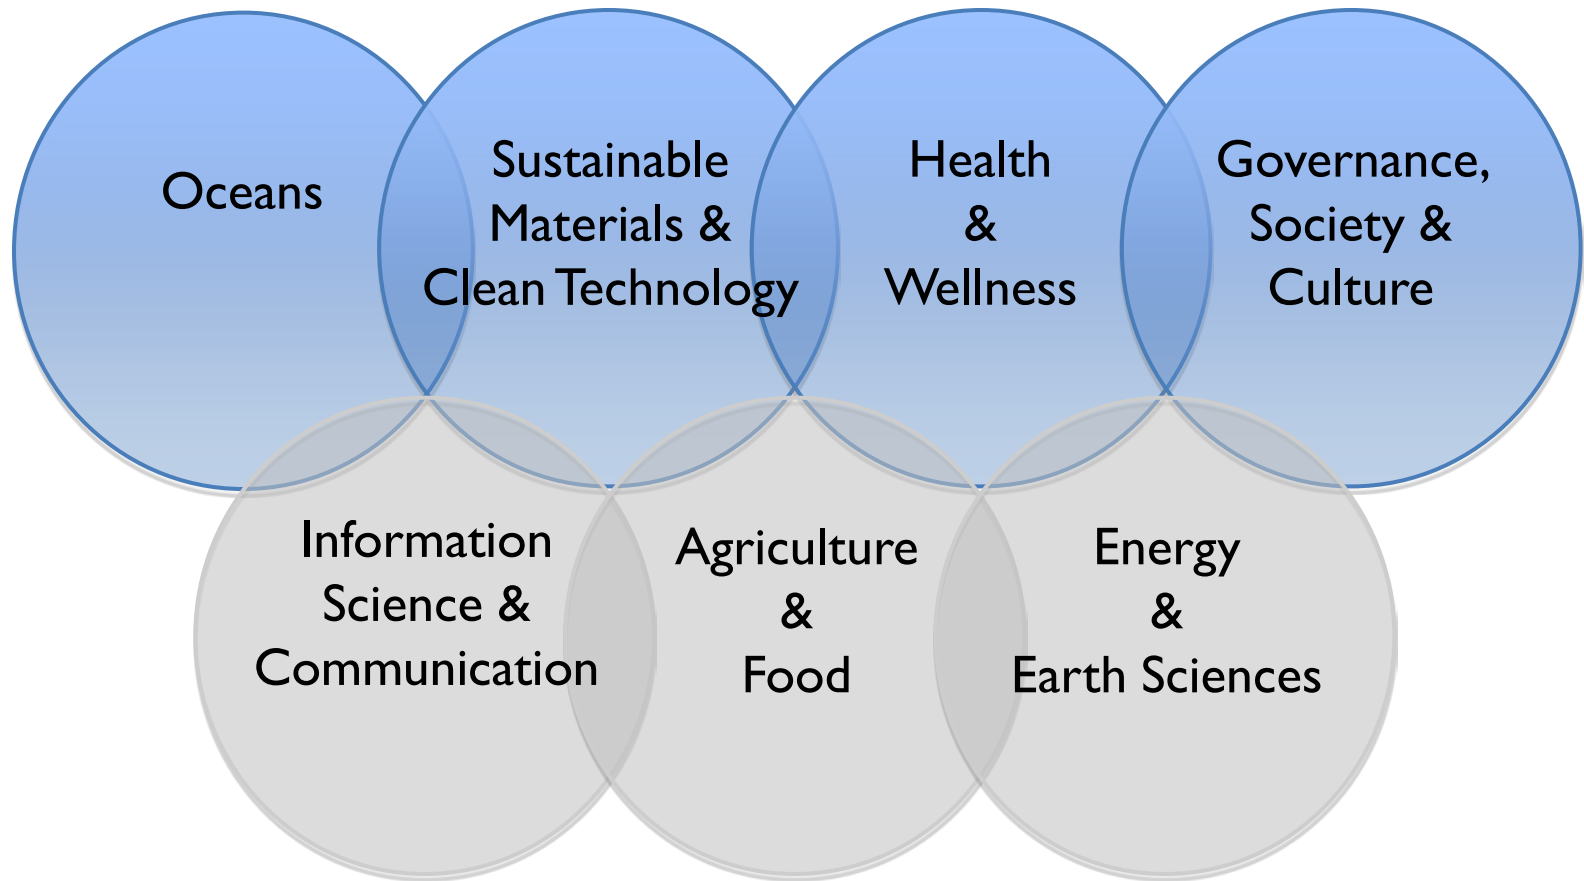 Oceans
Sustainable
Materials &
Clean Technology
Health
&
Wellness
Governance,
Society &
Culture
Information
Science &
Communication
Agriculture
&
Food
Energy
&
Earth Sciences